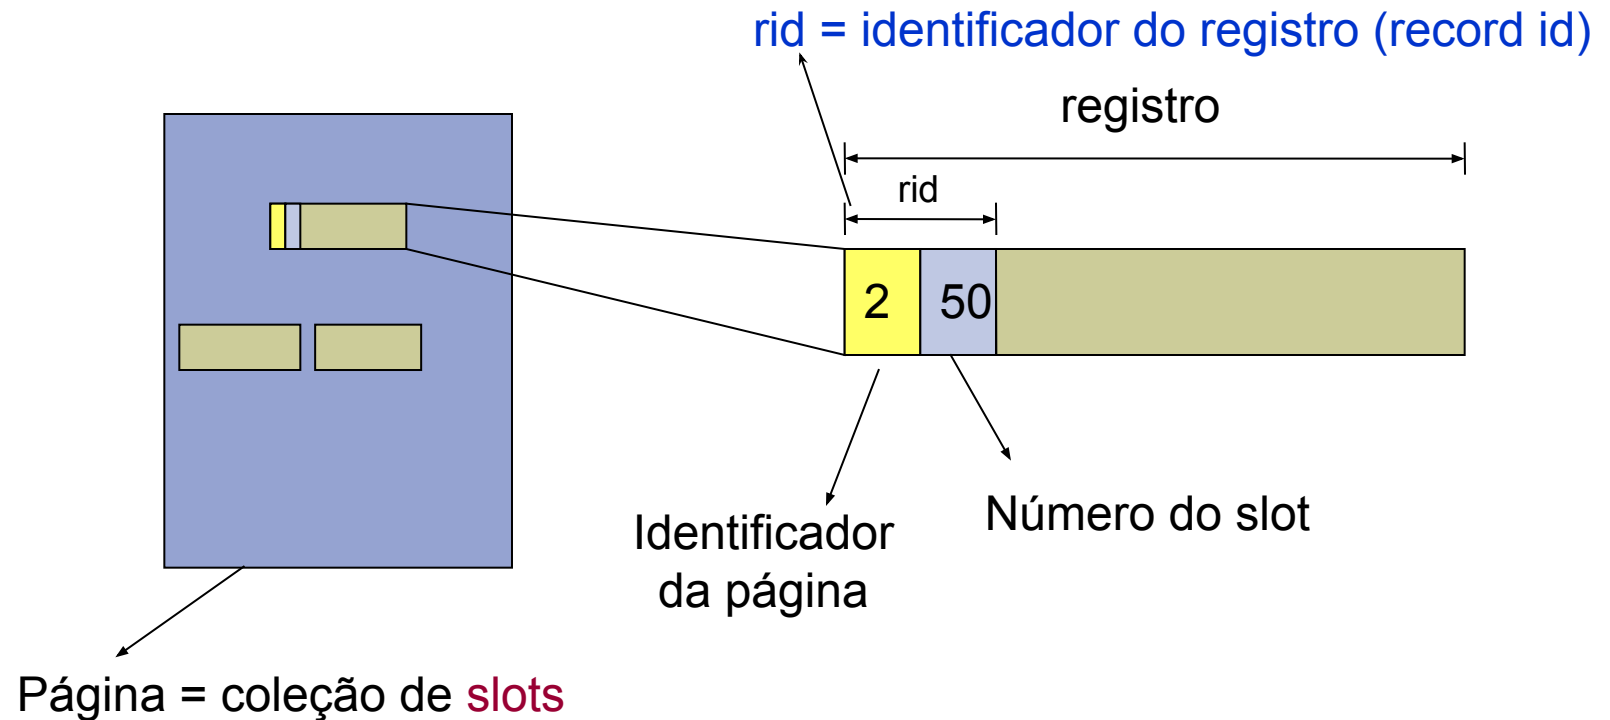 rid = identificador do registro (record id)
registro
rid
2 50
Identificador
da página
Número do slot
Página = coleção de slots